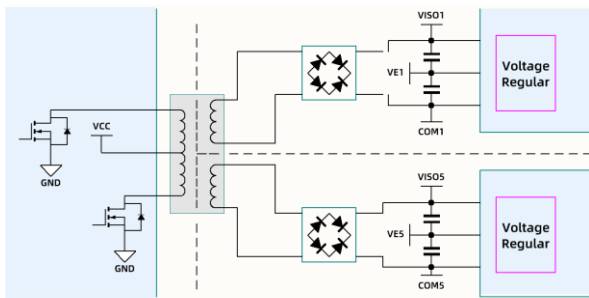 VISO1
Voltage
Regular
VE1
COM1
VCC
GND
GND
VISO5
Voltage
Regular
VE5
COM5